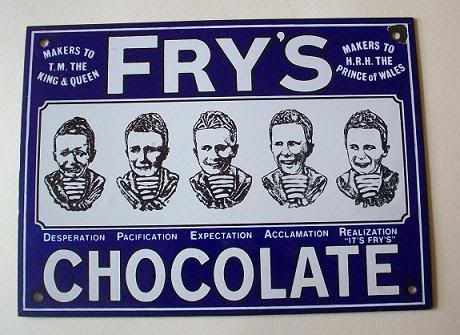 MAKERS TO
T.M. THE
KING & QUEEN
FRY'S
MAKERS TO
H.R.H. THE
PRINCE of WALES
DESPERATION PACIFICATION EXPECTATION ACCLAMATION REALIZATION
"IT'S FRY'S"
CHOCOLATE